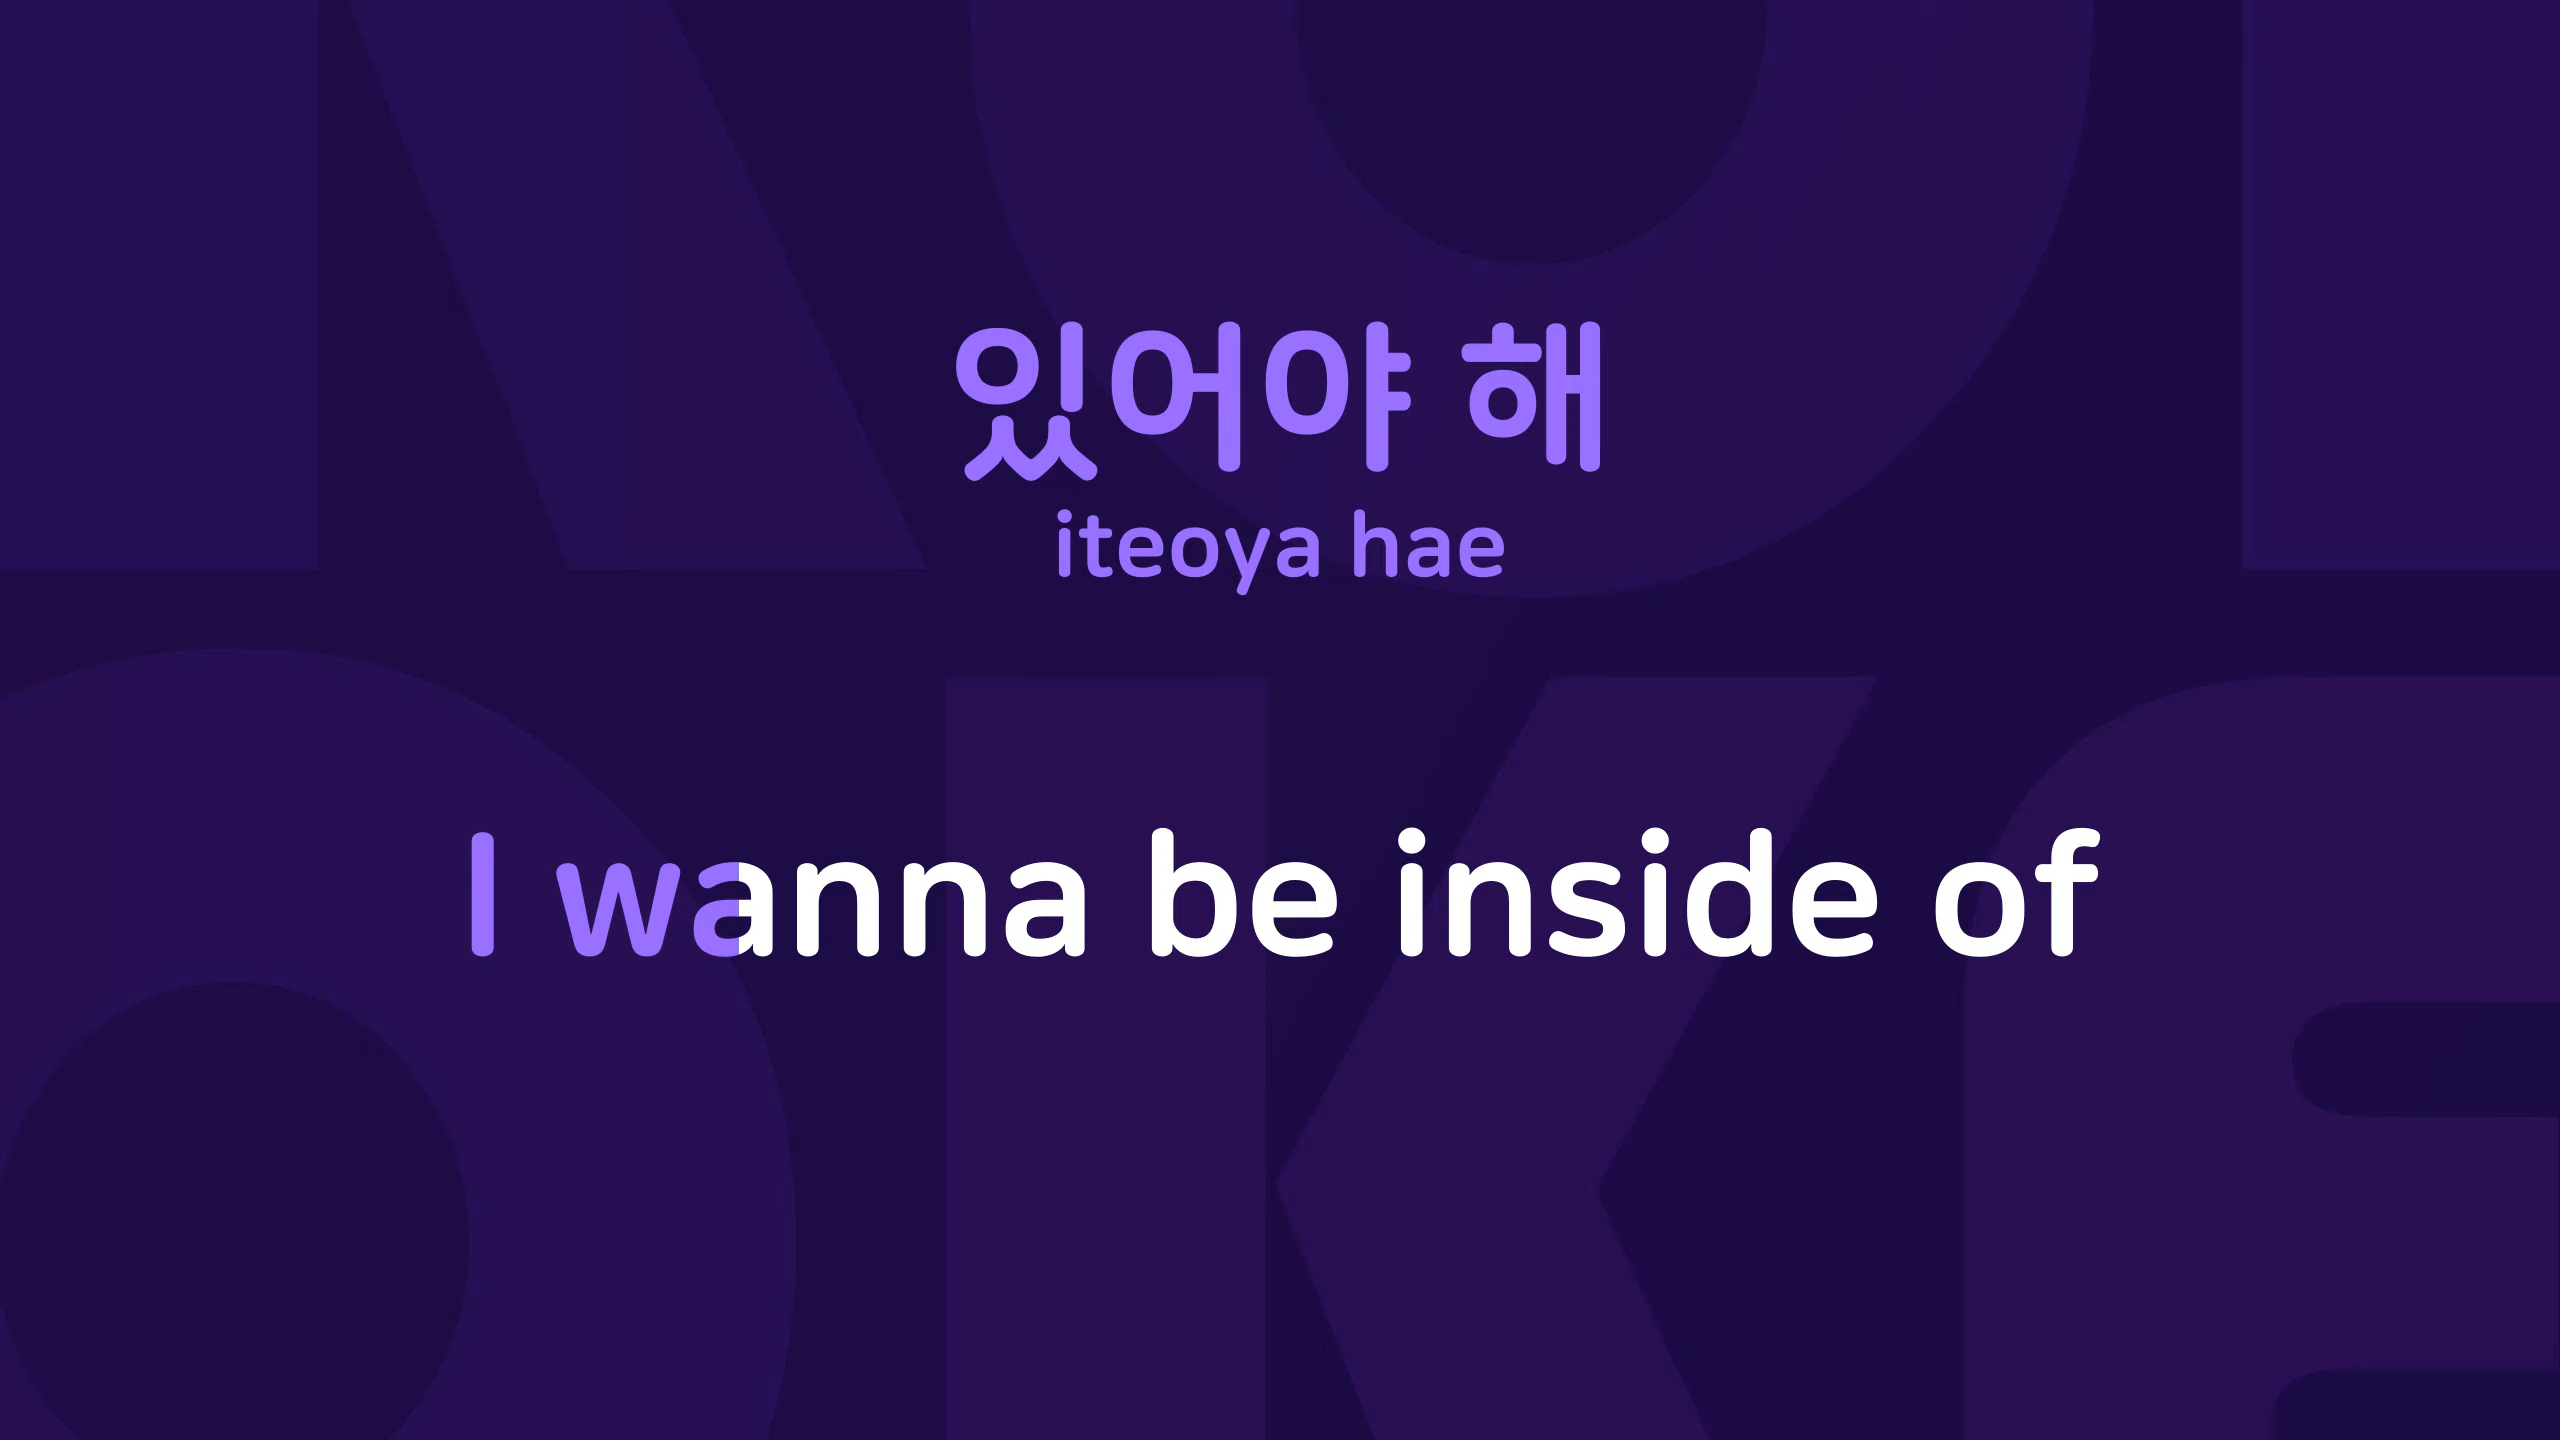 있어야 해
iteoya hae
I wanna be inside of